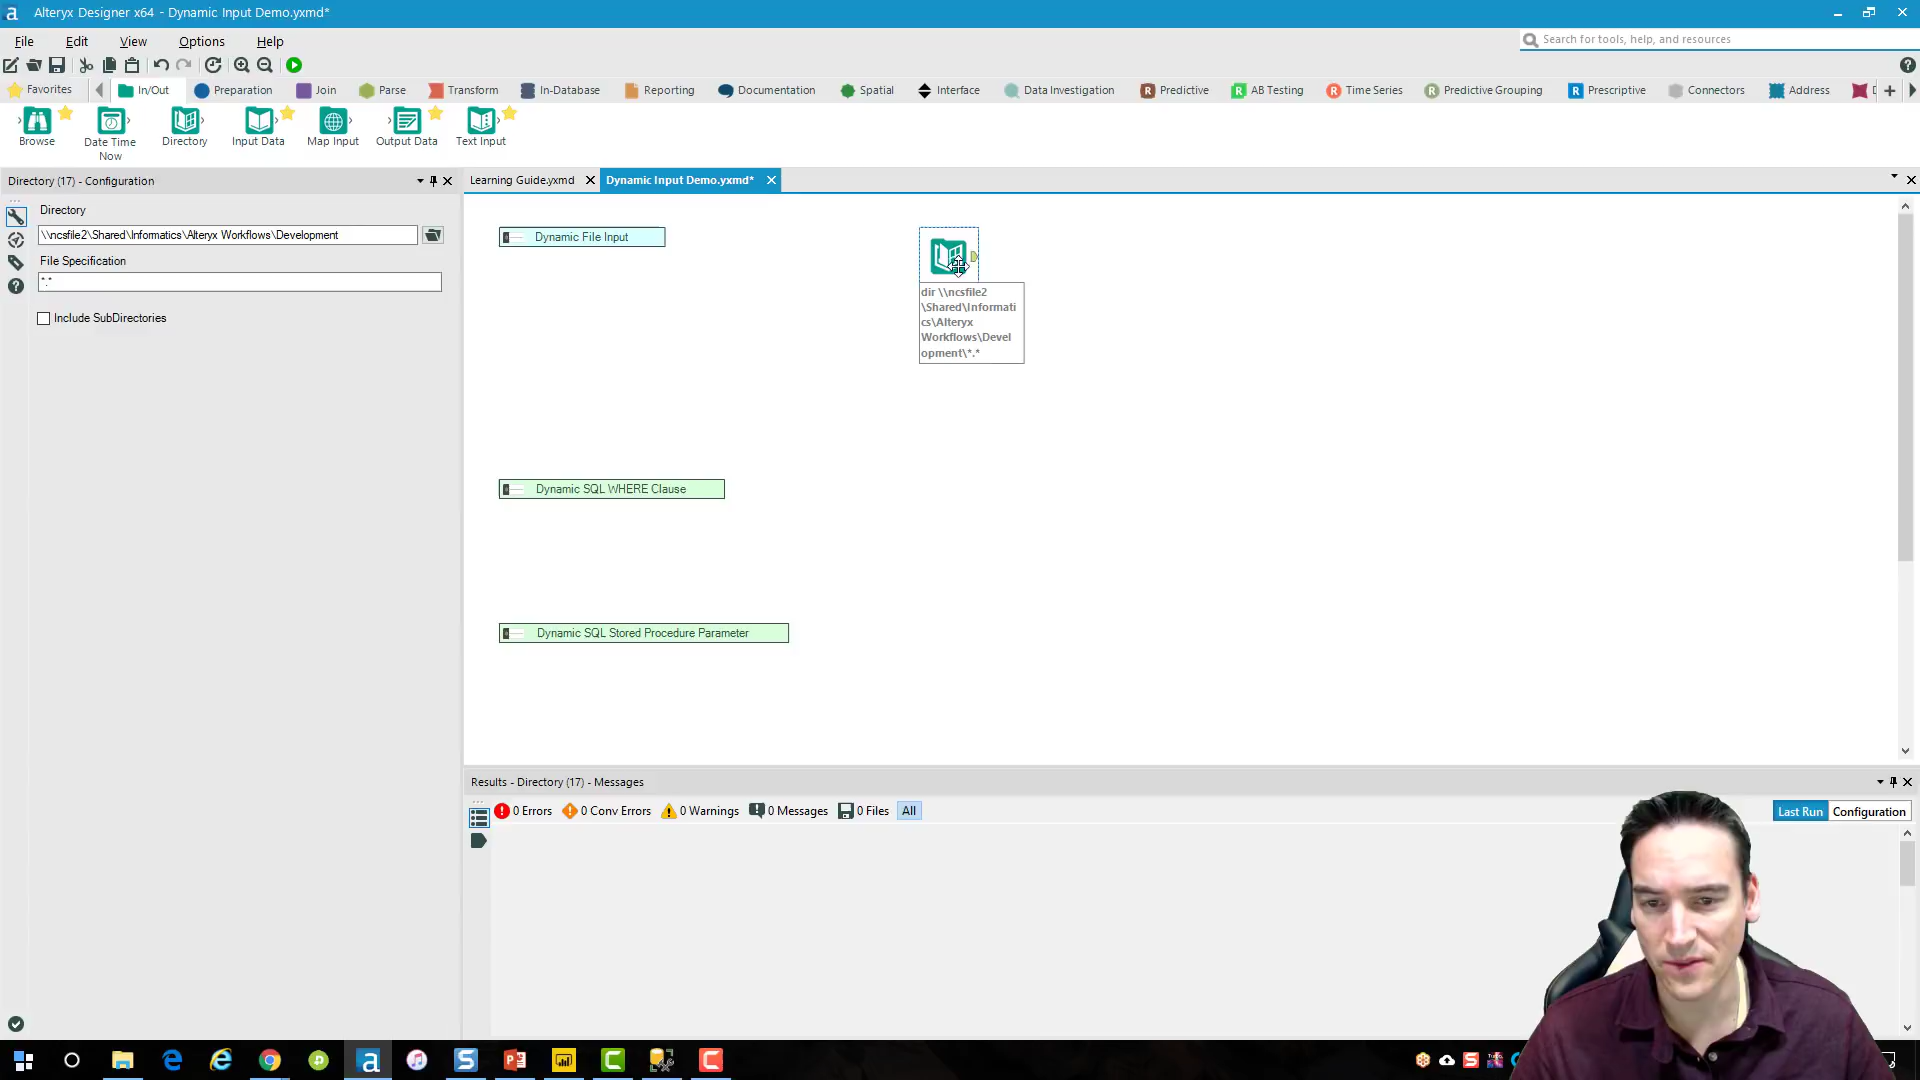 Alteryx Designer x64 - Dynamic Input Demo.yxmd*
File Edit View Options Help
Search for tools, help, and resources
Favorites In/Out Preparation Join Parse Transform In-Database Reporting Documentation Spatial Interface Data Investigation Predictive AB Testing Time Series Predictive Grouping Prescriptive Connectors Address
Browse Date Time Now Directory Input Data Map Input Output Data Text Input
Directory (17) - Configuration
Learning Guide.yxmd Dynamic Input Demo.yxmd*
Directory
\\ncsfile2\Shared\Informatics\Alteryx Workflows\Development
File Specification
*.*
Include SubDirectories
Dynamic File Input
dir \\ncsfile2
\Shared\Informati
cs\Alteryx
Workflows\Devel
opment\*.*
Dynamic SQL WHERE Clause
Dynamic SQL Stored Procedure Parameter
Results - Directory (17) - Messages
0 Errors 0 Conv Errors 0 Warnings 0 Messages 0 Files All
Last Run Configuration